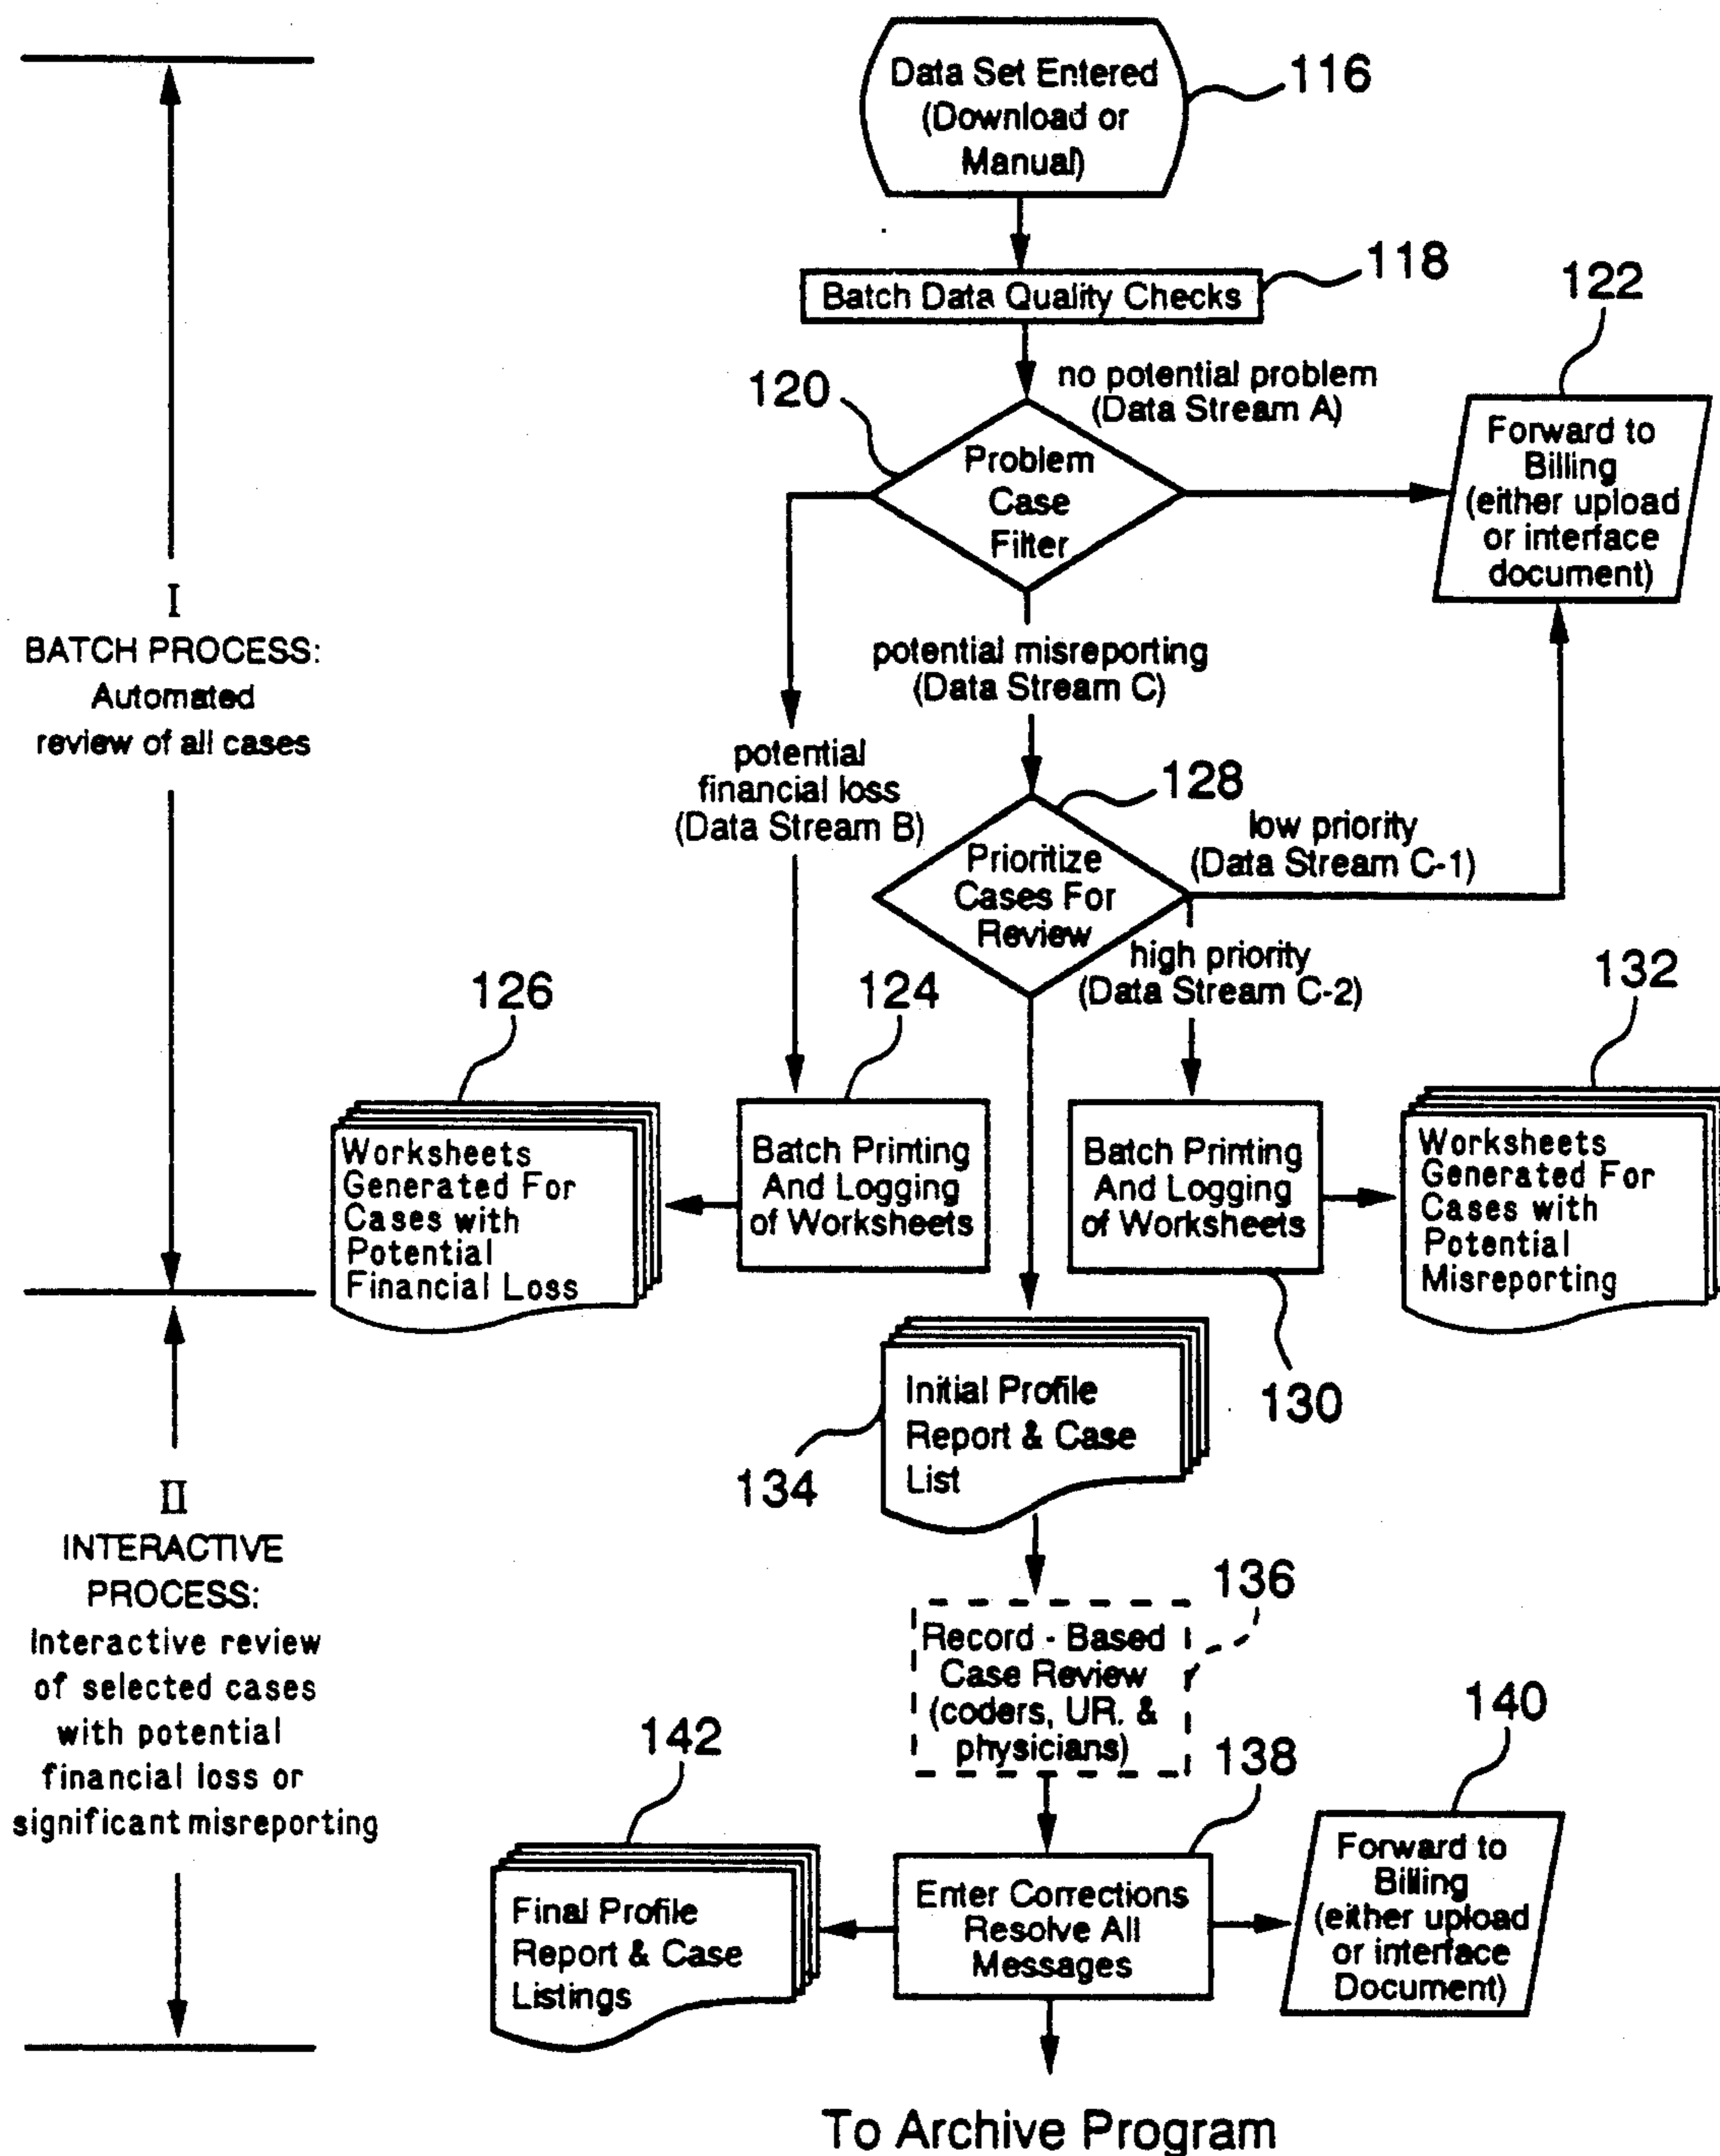 Data Set Entered
(Download or
Manual)
116
Batch Data Quality Checks
118
122
no potential problem
(Data Stream A)
120
Problem
Case
Filter
Forward to
Billing
(either upload
or interface
document)
I
BATCH PROCESS:
Automated
review of all cases
potential misreporting
(Data Stream C)
potential
financial loss
(Data Stream B)
128
low priority
(Data Stream C-1)
Prioritize
Cases For
Review
high priority
(Data Stream C-2)
126
124
132
Worksheets
Generated For
Cases with
Potential
Financial Loss
Batch Printing
And Logging
of Worksheets
Batch Printing
And Logging
of Worksheets
Worksheets
Generated For
Cases with
Potential
Misreporting
130
Initial Profile
Report & Case
List
134
II
INTERACTIVE
PROCESS:
Interactive review
of selected cases
with potential
financial loss or
significant misreporting
136
Record - Based
Case Review
(coders, UR. &
physicians)
142
138
140
Final Profile
Report & Case
Listings
Enter Corrections
Resolve All
Messages
Forward to
Billing
(either upload
or interface
Document)
To Archive Program